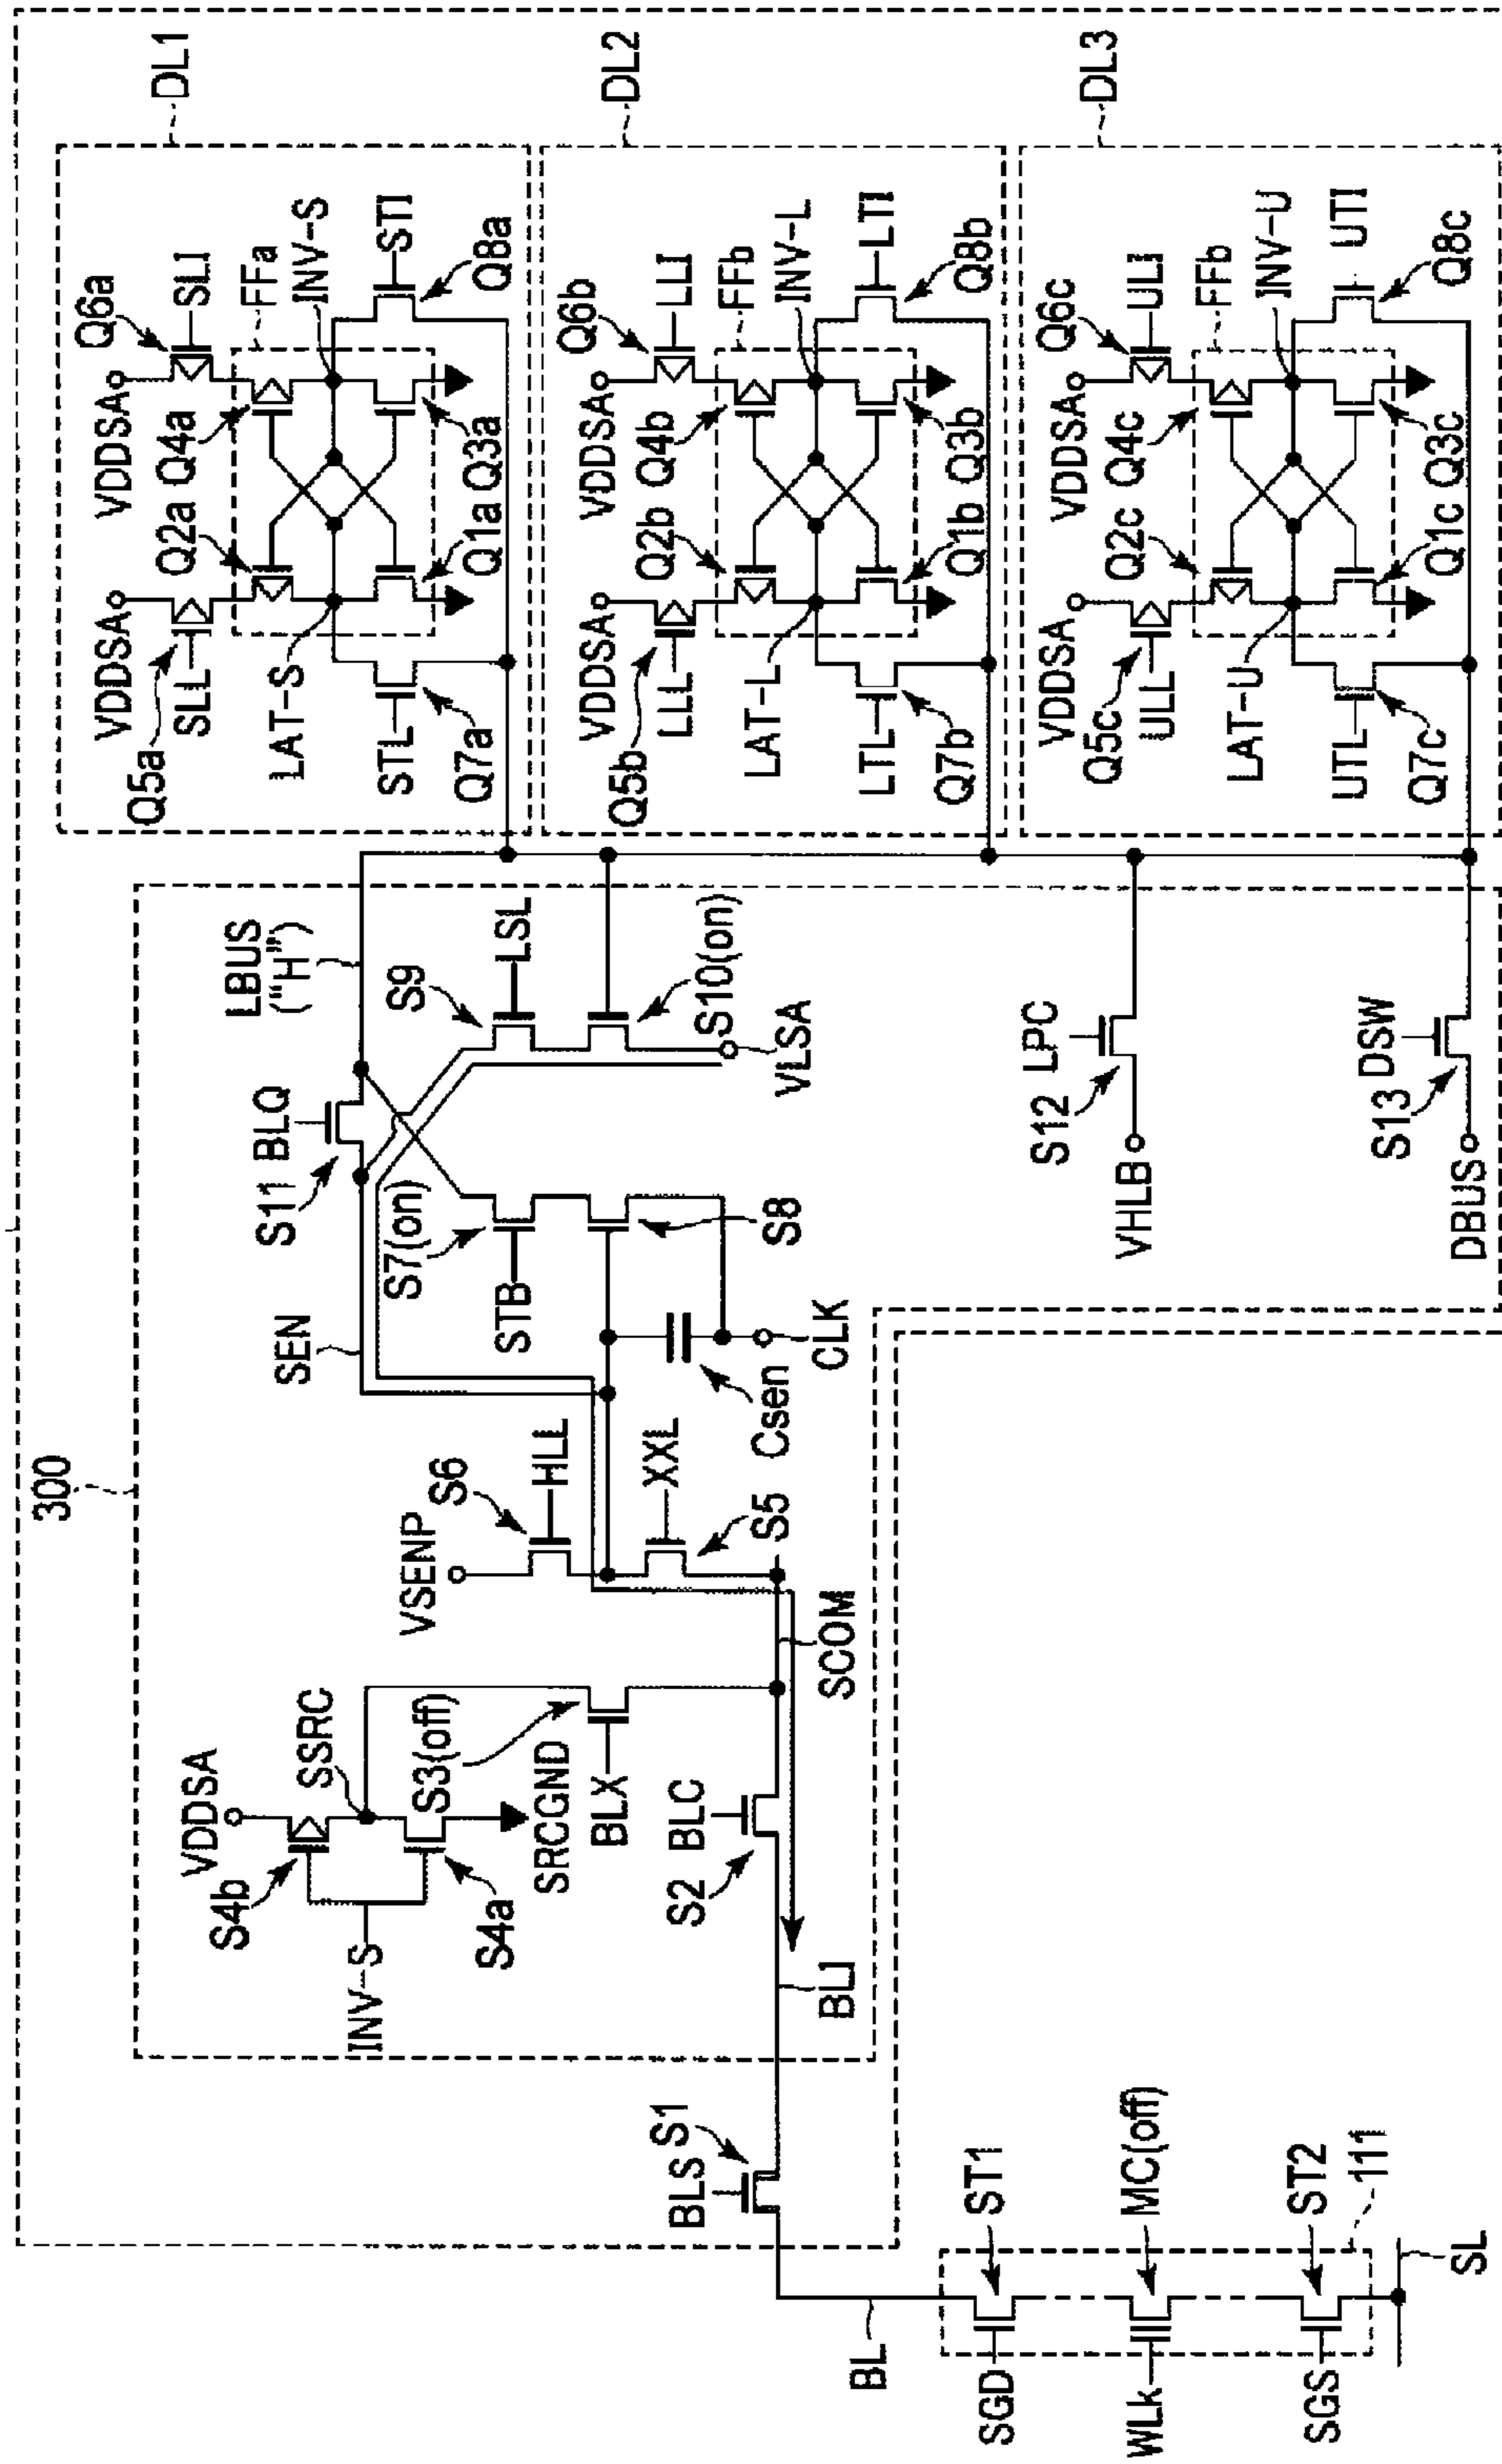 300
DL1
DL2
DL3
VDDSA
VDDSA
Q5a
SLL
Q2a
Q4a
Q6a
SLI
FFa
INV-S
LAT-S
STL
Q7a
Q1a
Q3a
STI
Q8a
VDDSA
VDDSA
Q5b
LLL
Q2b
Q4b
Q6b
LLI
FFb
INV-L
LAT-L
LTL
Q7b
Q1b
Q3b
LTI
Q8b
VDDSA
VDDSA
Q5c
ULL
Q2c
Q4c
Q6c
ULI
FFb
INV-U
LAT-U
UTL
Q7c
Q1c
Q3c
UTI
Q8c
LBUS
("H")
S11
BLQ
S9
LSL
S10(on)
VLSA
S7(on)
STB
S8
SEN
Csen
CLK
VSENP
S6
HLL
XXL
S5
SCOM
VDDSA
SSRC
S4b
INV-S
S4a
SRCGND
S3(off)
BLX
S2
BLC
BLI
S12
LPC
VHLB
S13
DSW
DBUS
BLS
S1
BL
SGD
ST1
WLk
MC(off)
SGS
ST2
111
SL